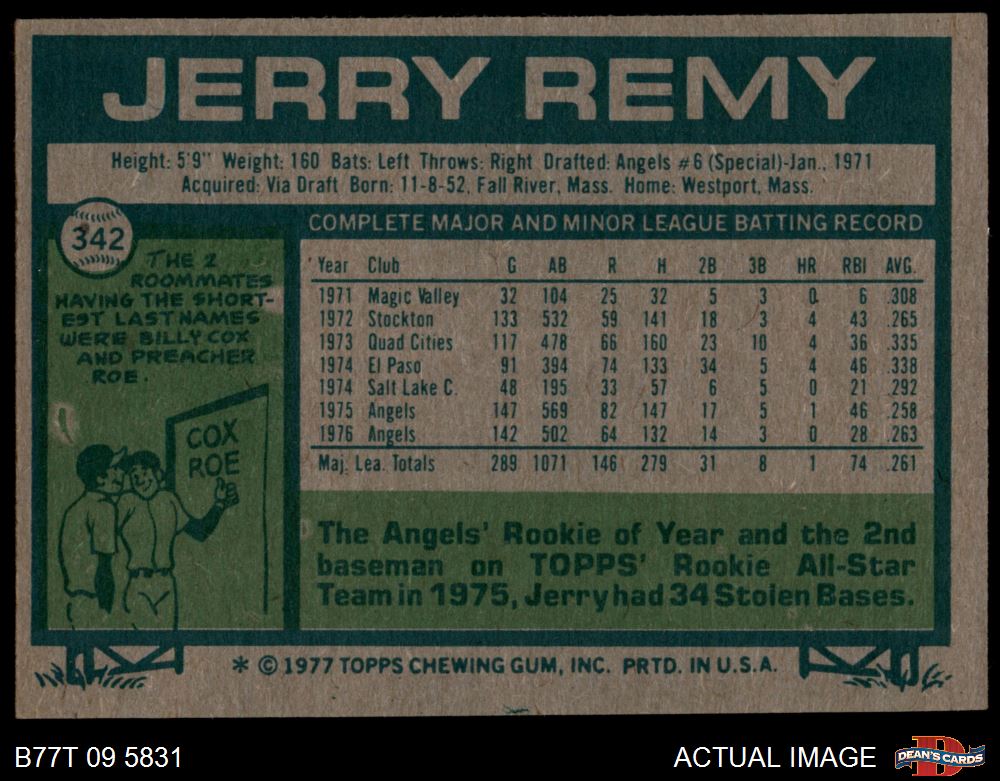 JERRY REMY
Height: 5'9" Weight: 160 Bats: Left Throws: Right Drafted: Angels #6 (Special)-Jan., 1971
Acquired: Via Draft Born: 11-8-52, Fall River, Mass. Home: Westport, Mass.
342
THE 2
ROOMMATES
HAVING THE SHORT-
EST LAST NAMES
WERE BILLY COX
AND PREACHER
ROE.
COX
ROE
COMPLETE MAJOR AND MINOR LEAGUE BATTING RECORD
Year Club G AB R H 2B 3B HR RBI AVG.
1971 Magic Valley 32 104 25 32 5 3 0 6 .308
1972 Stockton 133 532 59 141 18 3 4 43 .265
1973 Quad Cities 117 478 66 160 23 10 4 36 .335
1974 El Paso 91 394 74 133 34 5 4 46 .338
1974 Salt Lake C. 48 195 33 57 6 5 0 21 .292
1975 Angels 147 569 82 147 17 5 1 46 .258
1976 Angels 142 502 64 132 14 3 0 28 .263
Maj. Lea. Totals 289 1071 146 279 31 8 1 74 .261
The Angels' Rookie of Year and the 2nd
baseman on TOPPS' Rookie All-Star
Team in 1975, Jerry had 34 Stolen Bases.
* © 1977 TOPPS CHEWING GUM, INC. PRTD. IN U.S.A.
B77T 09 5831
ACTUAL IMAGE
D
DEAN'S CARDS